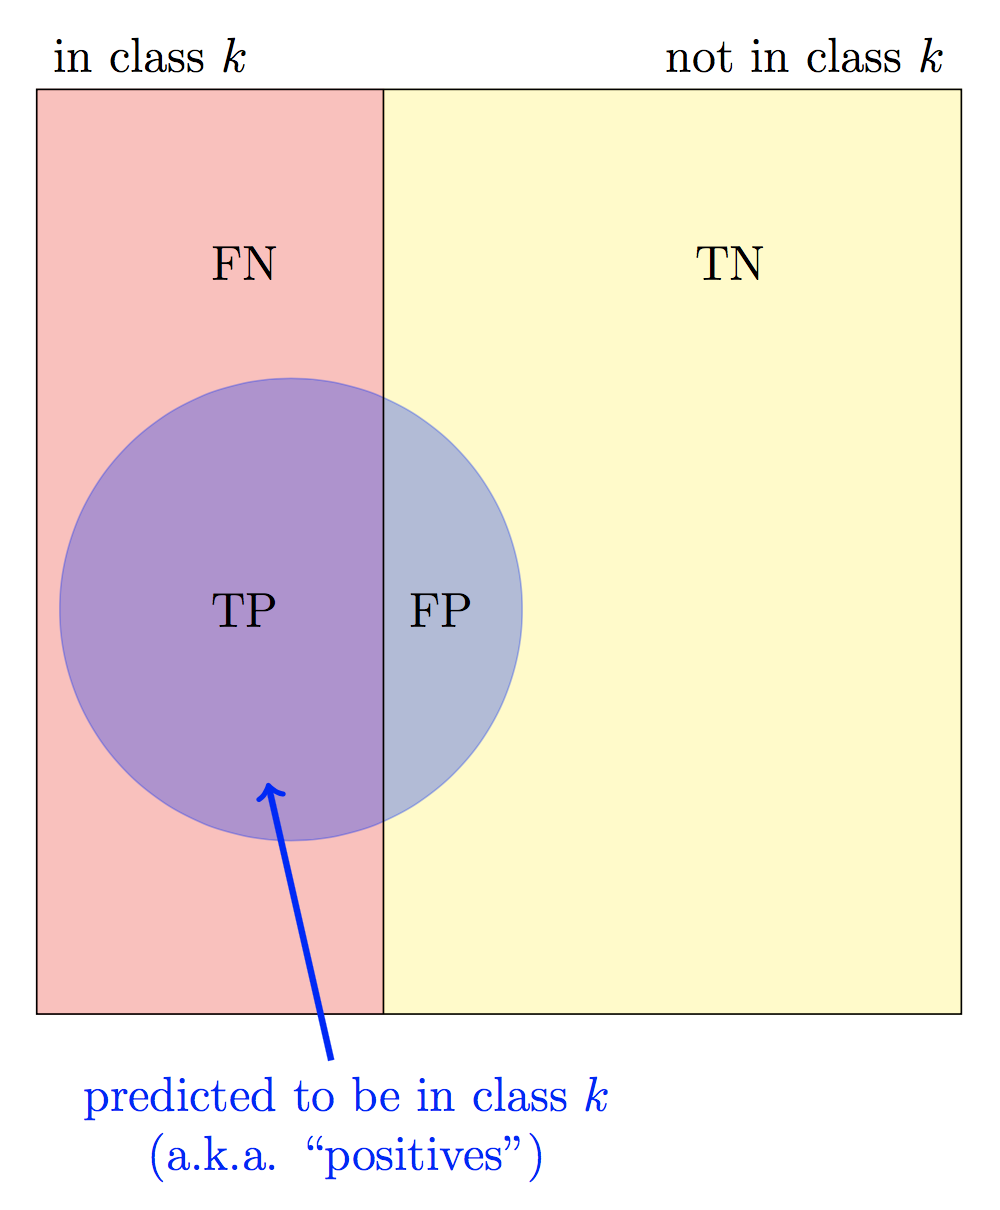 in class k
not in class k
FN
TN
TP
FP
predicted to be in class k
(a.k.a. “positives”)